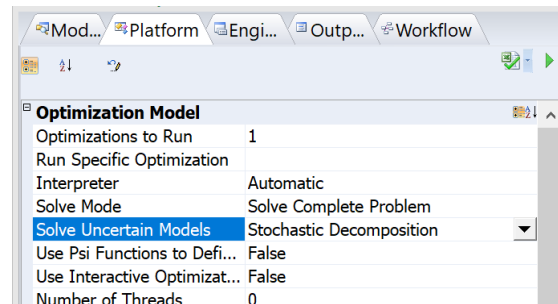 Mod... Platform Engi... Outp... Workflow
Optimization Model
Optimizations to Run 1
Run Specific Optimization
Interpreter Automatic
Solve Mode Solve Complete Problem
Solve Uncertain Models Stochastic Decomposition
Use Psi Functions to Defi... False
Use Interactive Optimizat... False
Number of Threads 0